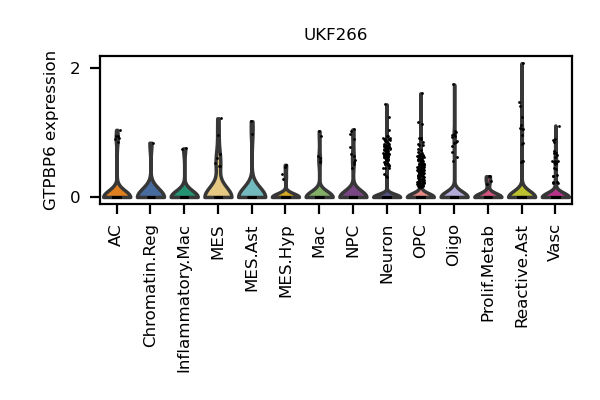 UKF266
GTPBP6 expression
2
0
AC
Chromatin.Reg
Inflammatory.Mac
MES
MES.Ast
MES.Hyp
Mac
NPC
Neuron
OPC
Oligo
Prolif.Metab
Reactive.Ast
Vasc